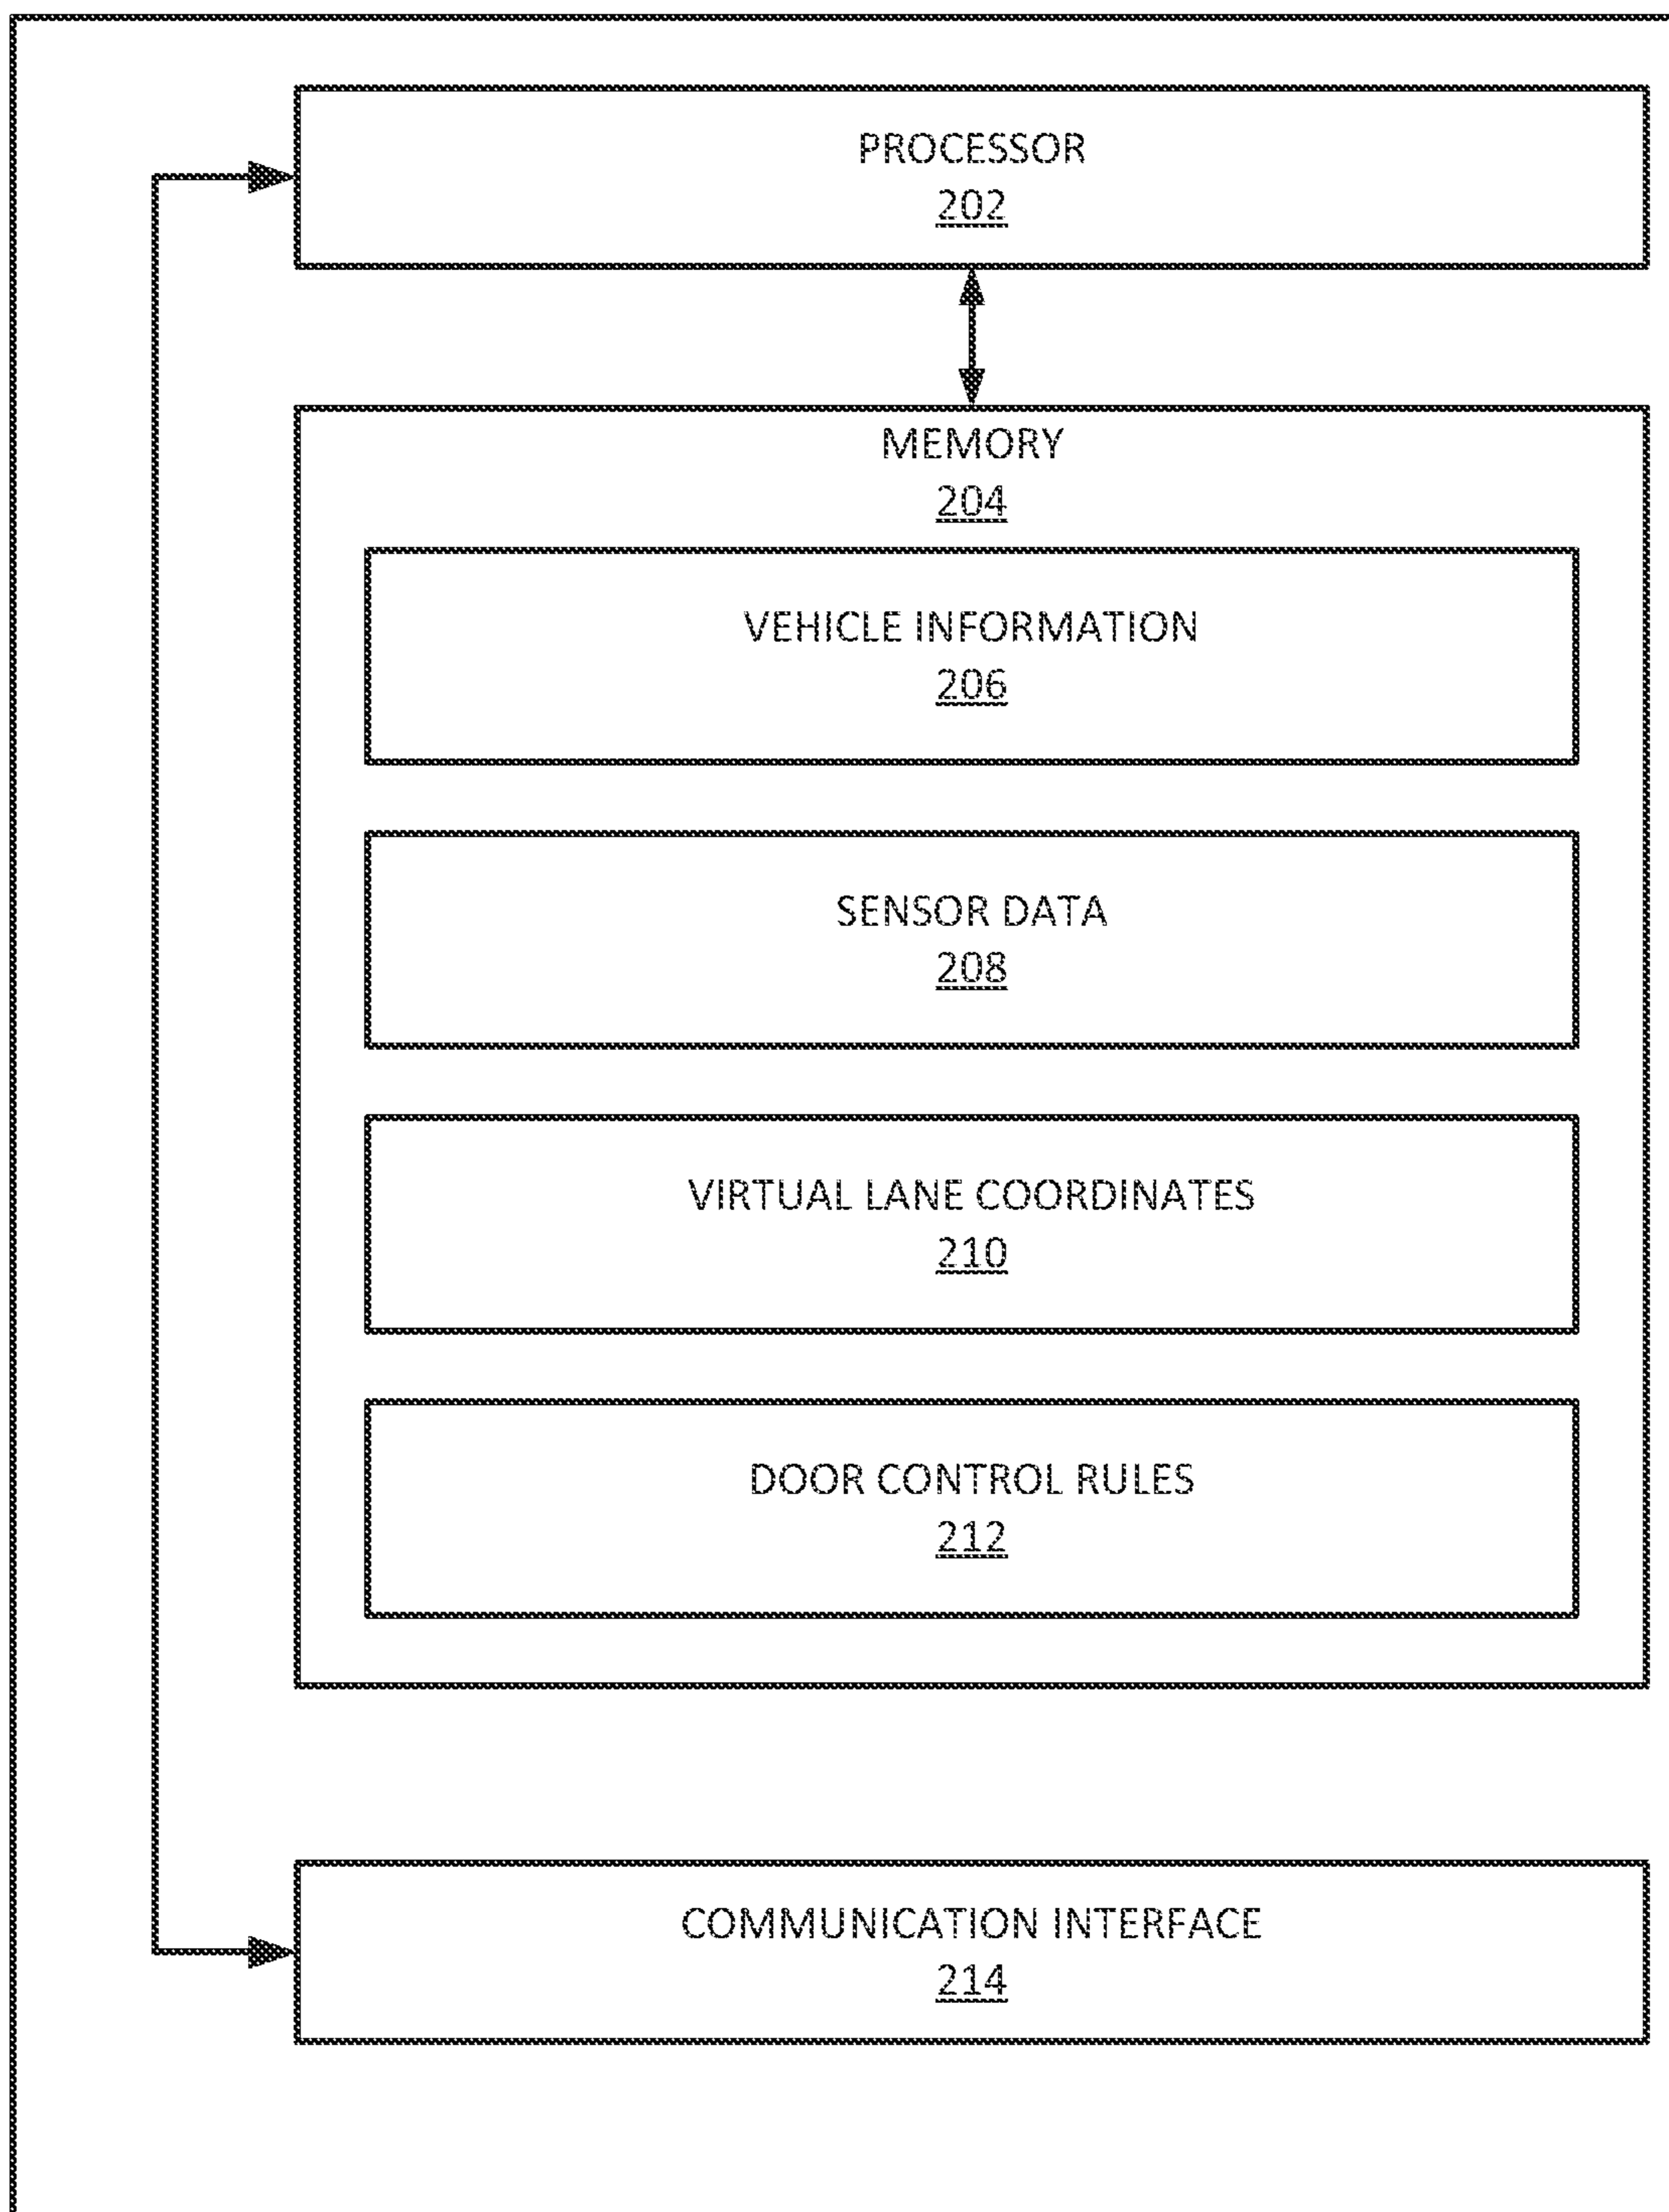 PROCESSOR
202
MEMORY
204
VEHICLE INFORMATION
206
SENSOR DATA
208
VIRTUAL LANE COORDINATES
210
DOOR CONTROL RULES
212
COMMUNICATION INTERFACE
214